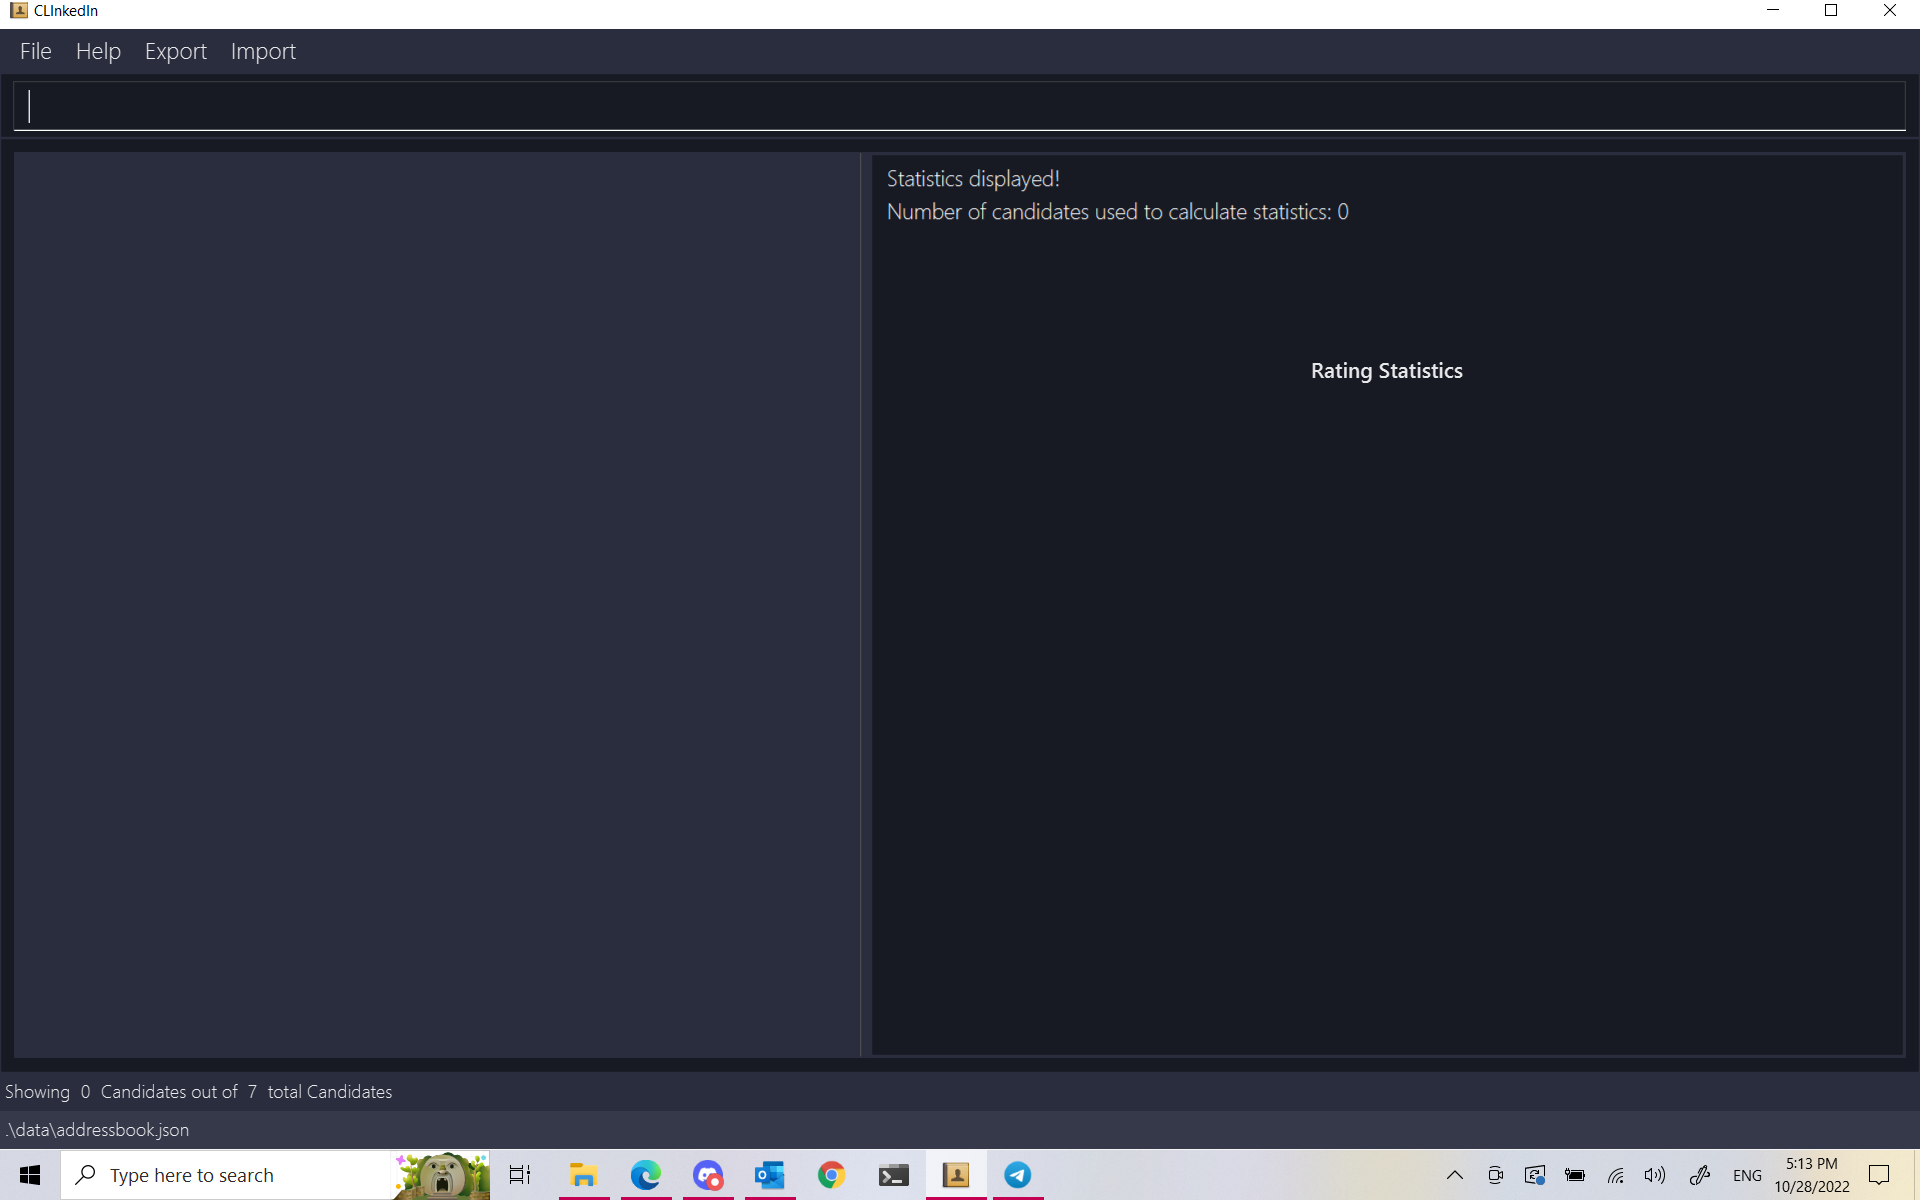 CLInkedIn
File Help Export Import
Statistics displayed!
Number of candidates used to calculate statistics: 0
Rating Statistics
Showing 0 Candidates out of 7 total Candidates
.\data\addressbook.json
Type here to search
ENG
5:13 PM
10/28/2022